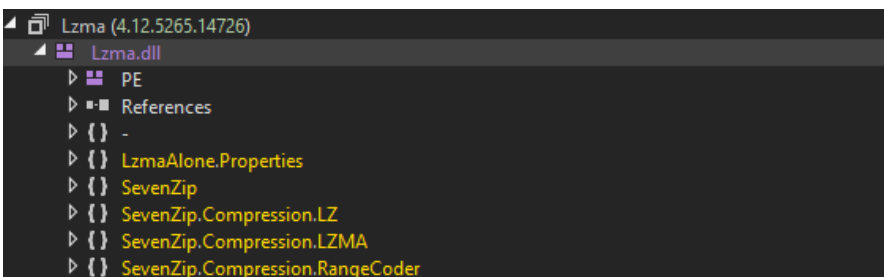 Lzma (4.12.5265.14726)
Lzma.dll
PE
References
{ } -
{ } LzmaAlone.Properties
{ } SevenZip
{ } SevenZip.Compression.LZ
{ } SevenZip.Compression.LZMA
{ } SevenZip.Compression.RangeCoder